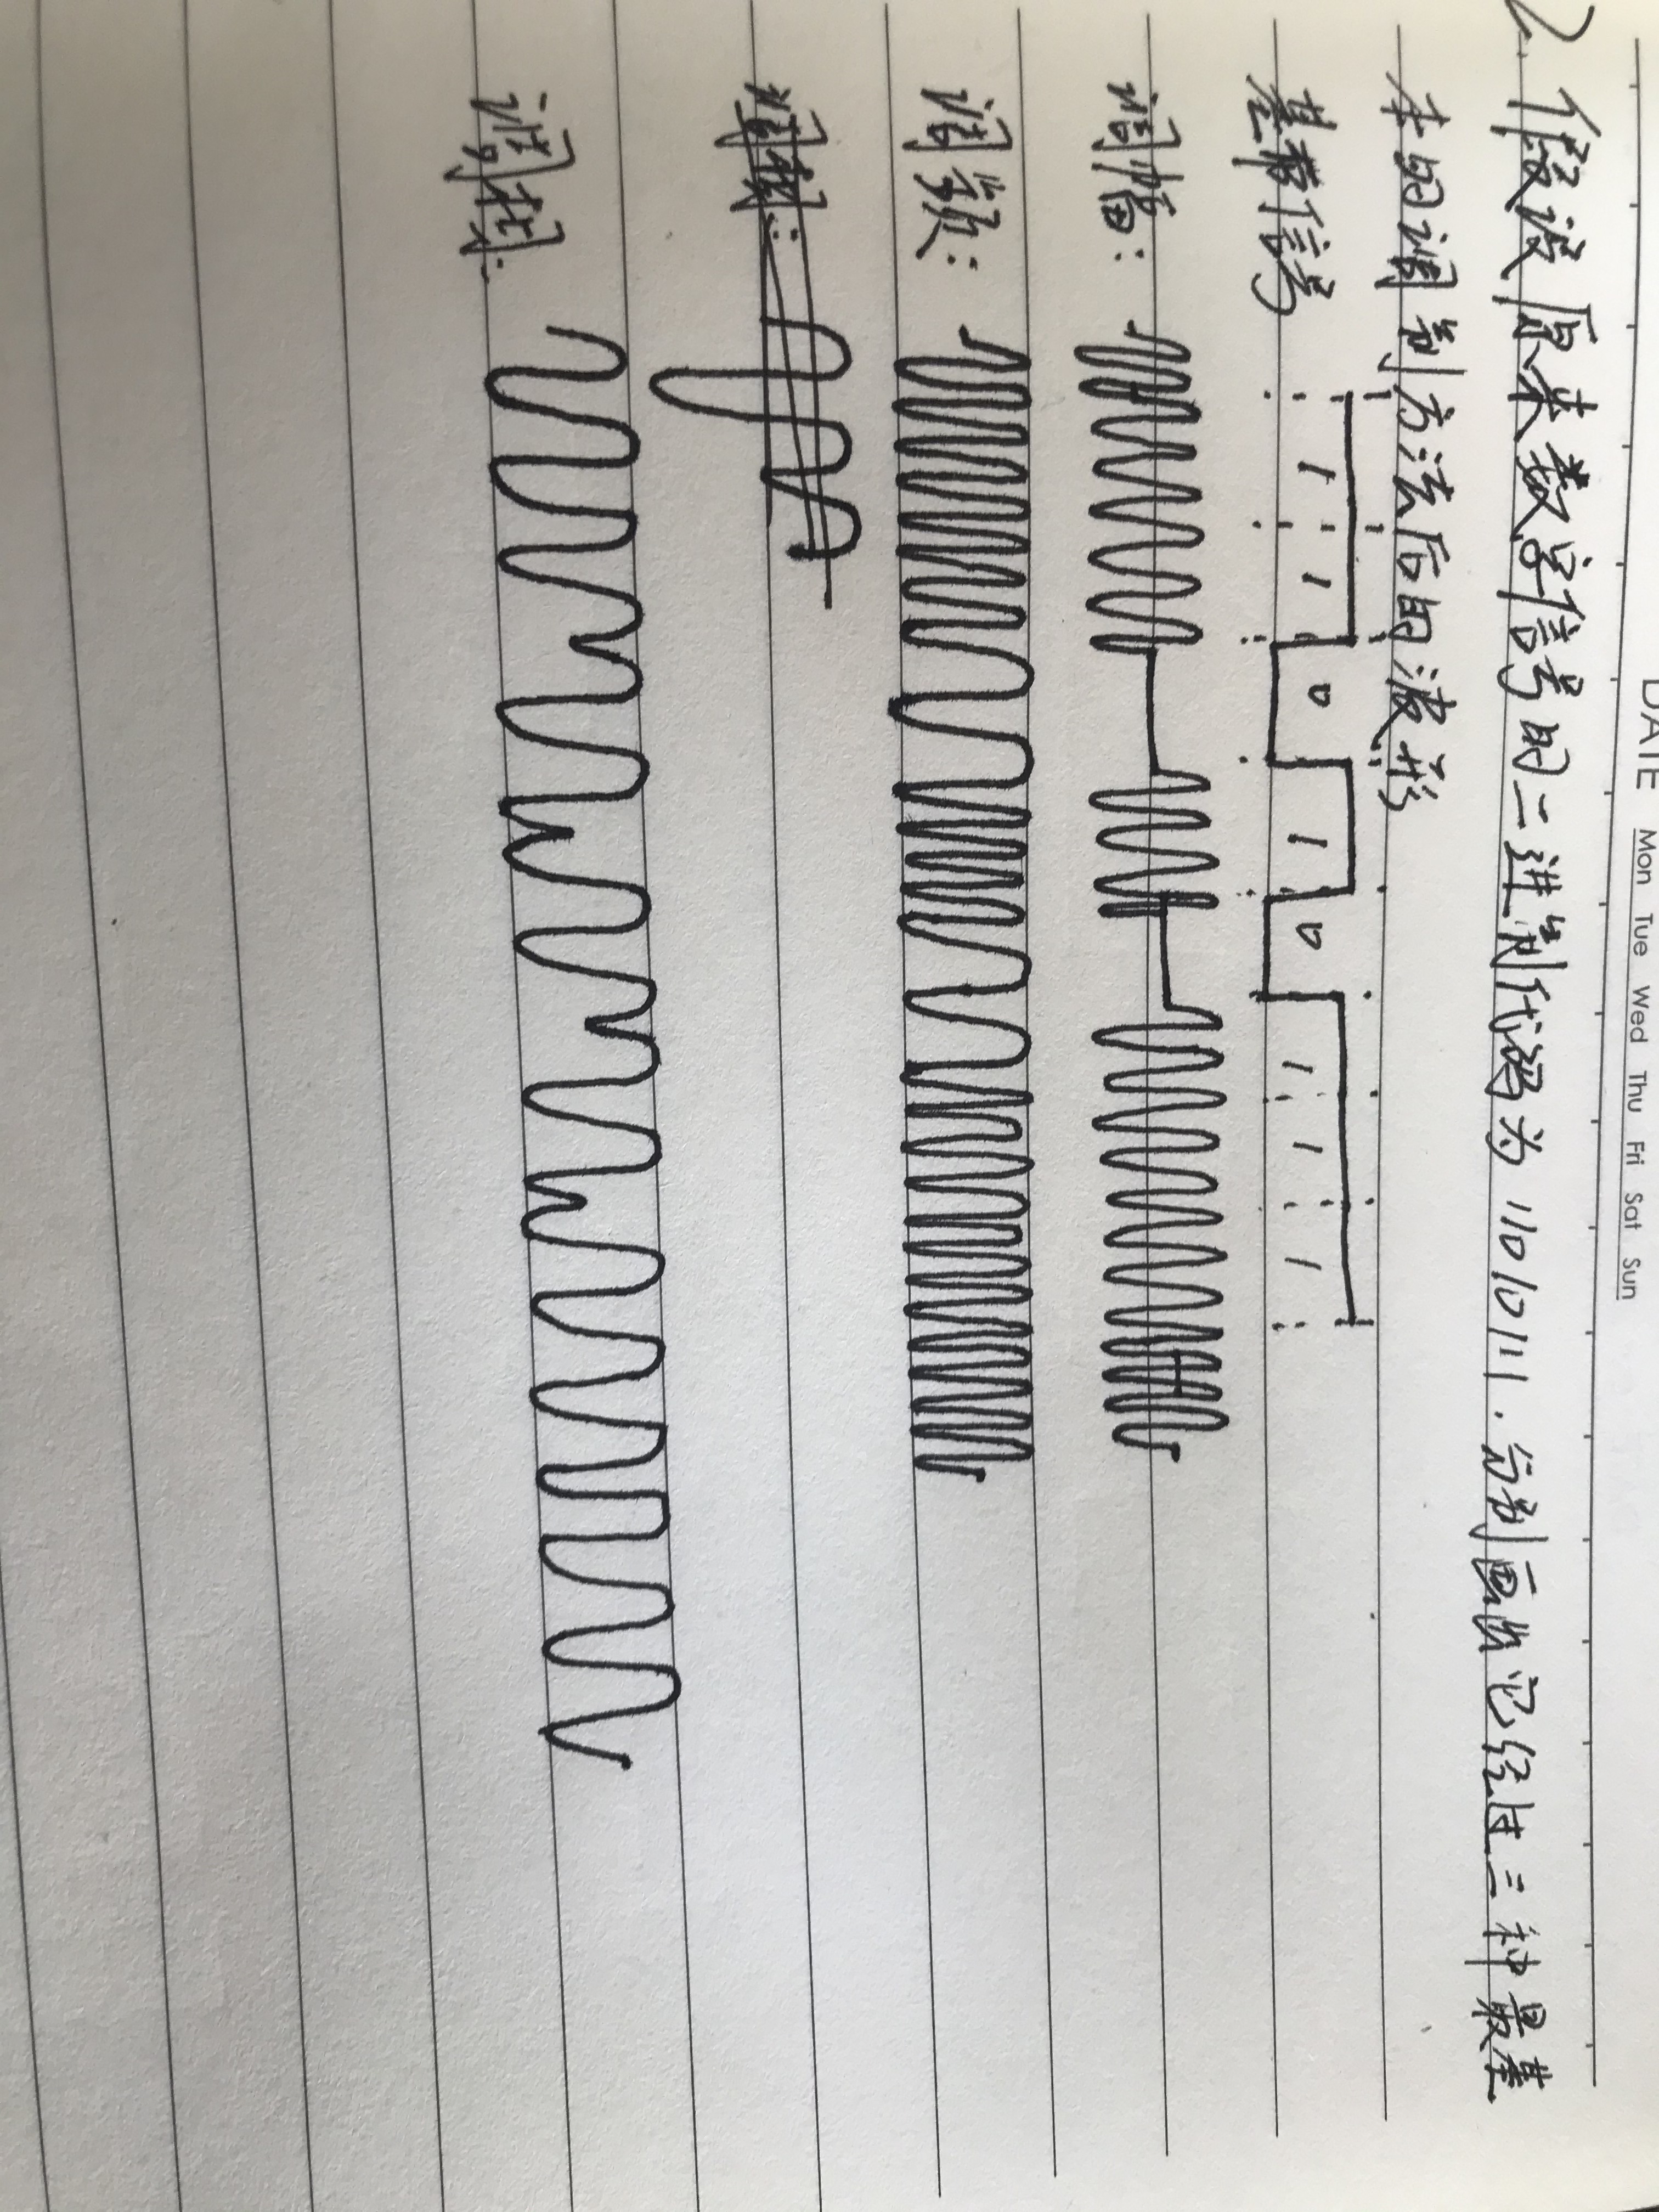 DATE Mon Tue Wed Thu Fri Sat Sun
2. 假设原来数字信号的二进制代码为 11010111. 分别画出它经过三种最基
本的调制方法后的波形
基带信号 1 1 0 1 0 1 1 1
调幅:
调频:
调相: